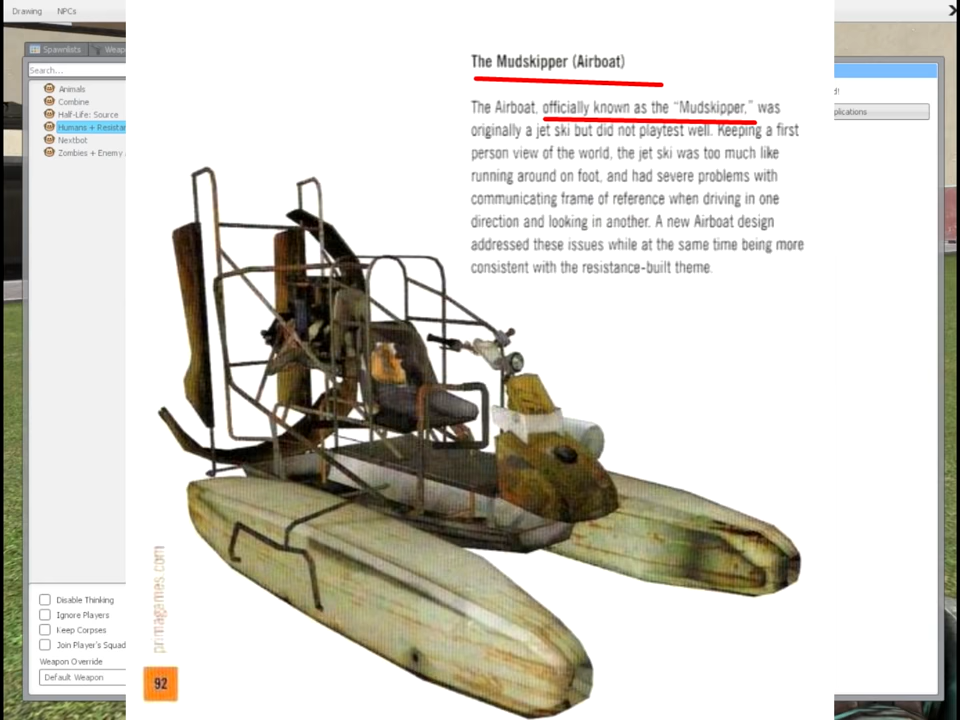 Drawing NPCs
Spawnlists Weap
Search...
Animals
Combine
Half-Life: Source
Humans + Resistar
Nextbot
Zombies + Enemy
Disable Thinking
Ignore Players
Keep Corpses
Join Player's Squad
Weapon Override
Default Weapon
The Mudskipper (Airboat)
The Airboat, officially known as the “Mudskipper,” was
originally a jet ski but did not playtest well. Keeping a first
person view of the world, the jet ski was too much like
running around on foot, and had severe problems with
communicating frame of reference when driving in one
direction and looking in another. A new Airboat design
addressed these issues while at the same time being more
consistent with the resistance-built theme.
primagames.com
92
d!
plications